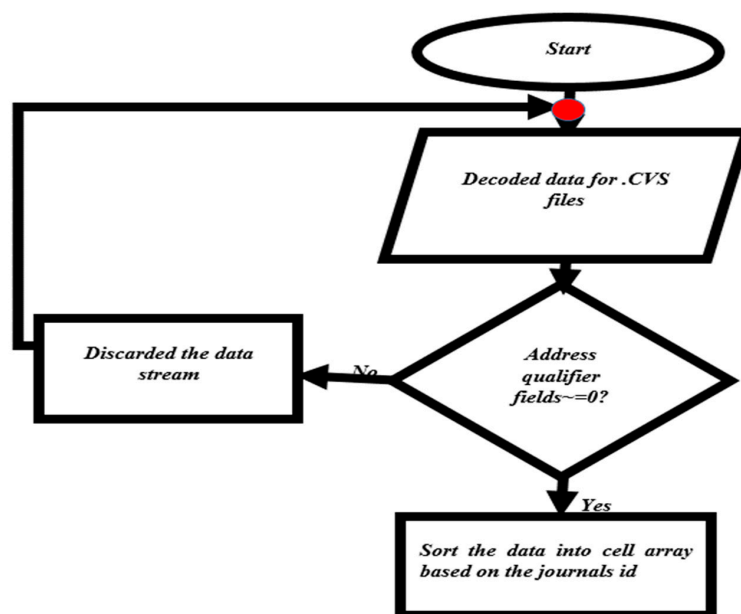 Start
Decoded data for .CVS
files
Address
qualifier
fields~=0?
No
Discarded the data
stream
Yes
Sort the data into cell array
based on the journals id